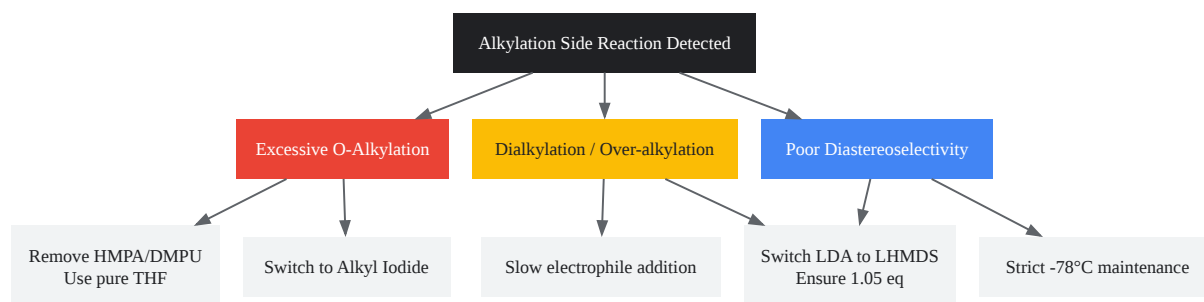 Alkylation Side Reaction Detected
Excessive O-Alkylation
Dialkylation / Over-alkylation
Poor Diastereoselectivity
Remove HMPA/DMPU
Use pure THF
Switch to Alkyl Iodide
Slow electrophile addition
Switch LDA to LHMDS
Ensure 1.05 eq
Strict -78°C maintenance